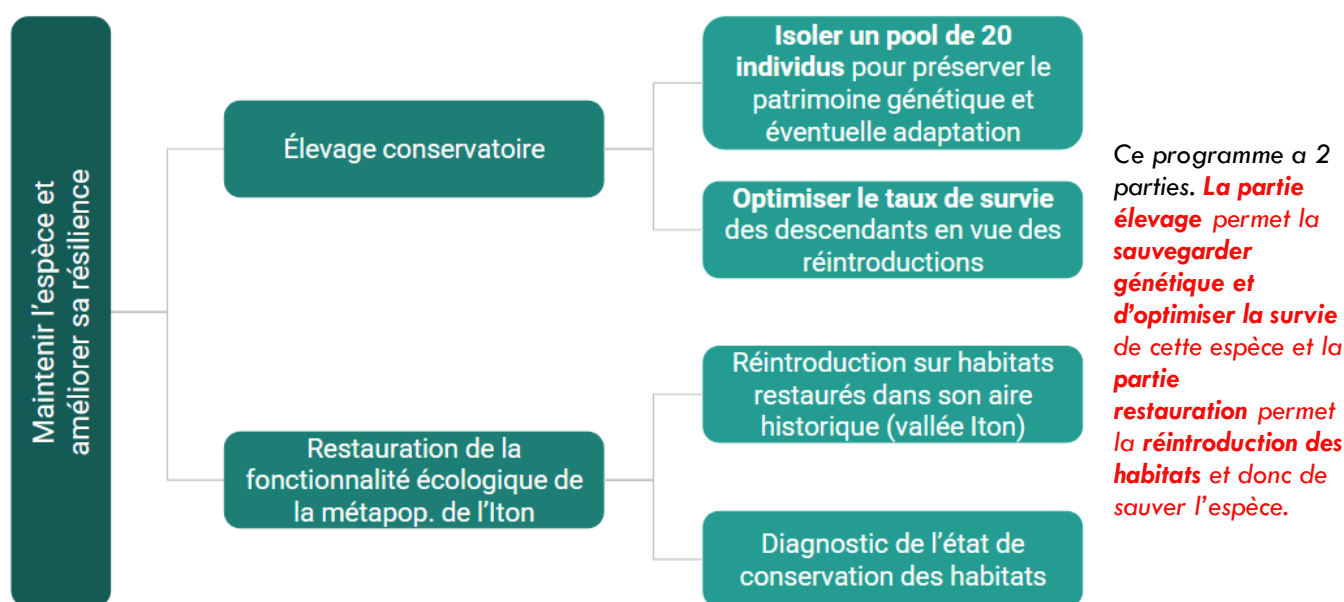 Maintenir l'espèce et
améliorer sa résilience
Élevage conservatoire
Isoler un pool de 20
individus pour préserver le
patrimoine génétique et
éventuelle adaptation
Optimiser le taux de survie
des descendants en vue des
réintroductions
Restauration de la
fonctionnalité écologique de
la métapop. de l'Iton
Réintroduction sur habitats
restaurés dans son aire
historique (vallée Iton)
Diagnostic de l'état de
conservation des habitats
Ce programme a 2
parties. La partie
élevage permet la
sauvegarder
génétique et
d'optimiser la survie
de cette espèce et la
partie
restauration permet
la réintroduction des
habitats et donc de
sauver l'espèce.